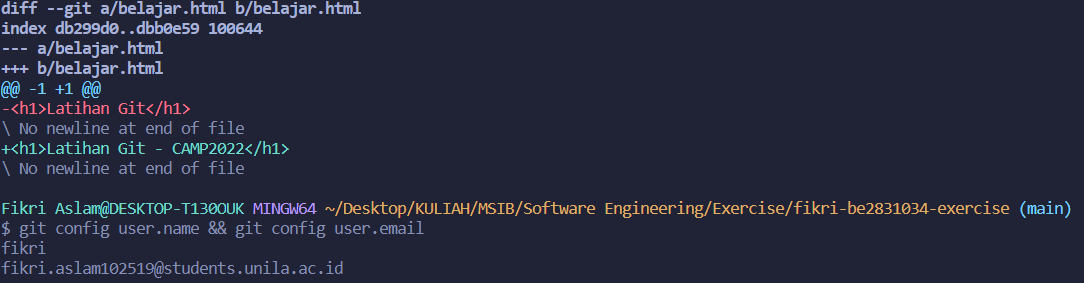 diff --git a/belajar.html b/belajar.html
index db299d0..dbb0e59 100644
--- a/belajar.html
+++ b/belajar.html
@@ -1 +1 @@
-<h1>Latihan Git</h1>
\ No newline at end of file
+<h1>Latihan Git - CAMP2022</h1>
\ No newline at end of file
Fikri Aslam@DESKTOP-T130OUK MINGW64 ~/Desktop/KULIAH/MSIB/Software Engineering/Exercise/fikri-be2831034-exercise (main)
$ git config user.name && git config user.email
fikri
fikri.aslam102519@students.unila.ac.id